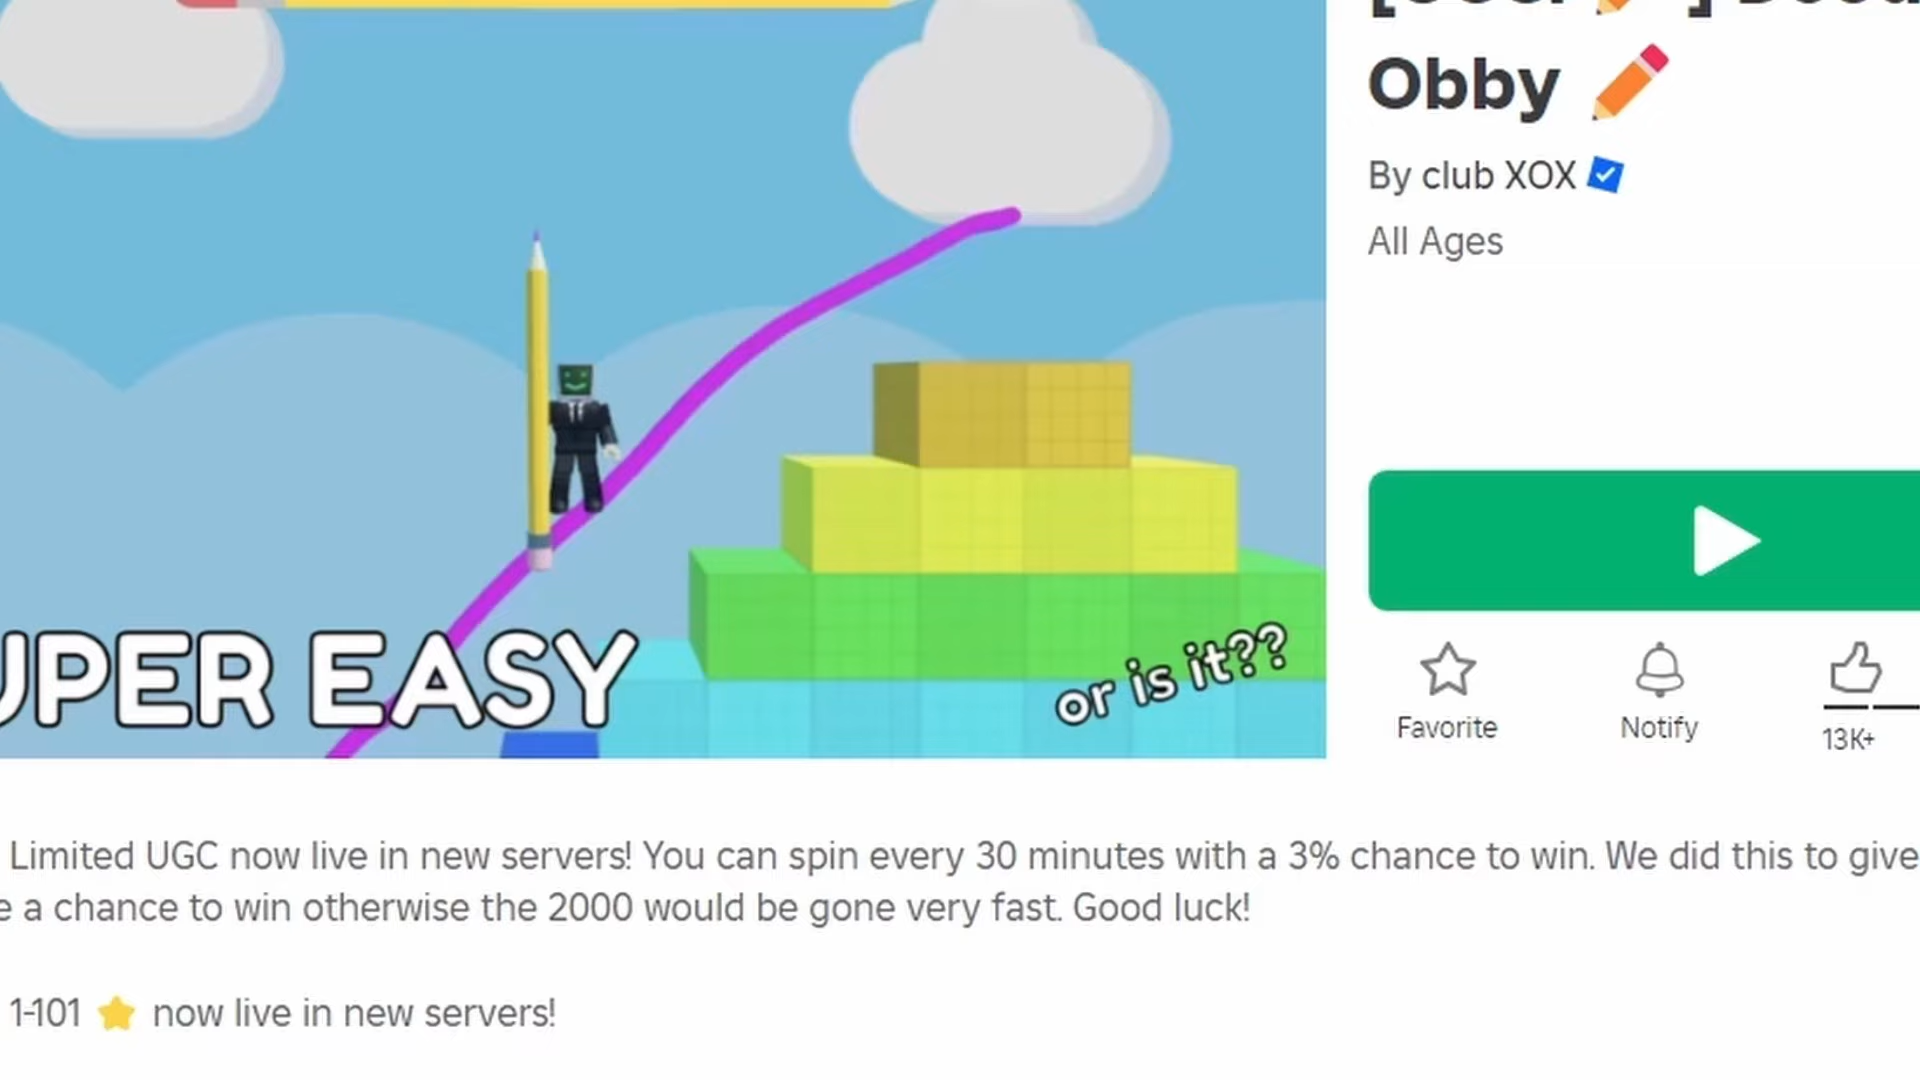 Obby
By club XOX
All Ages
UPER EASY
or is it??
Favorite
Notify
13K+
Limited UGC now live in new servers! You can spin every 30 minutes with a 3% chance to win. We did this to give
e a chance to win otherwise the 2000 would be gone very fast. Good luck!
1-101 ⭐ now live in new servers!